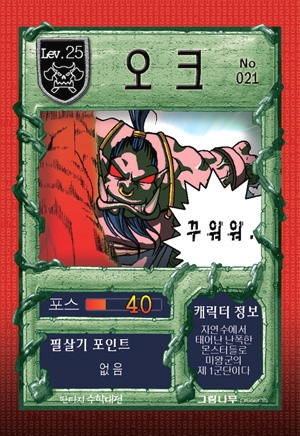 Lev.25
오크
No
021
꾸워워.
포스 40
필살기 포인트
없음
캐릭터 정보
자연수에서
태어난 난폭한
몬스터들로
마왕군의
제 1군단이다
판타지 수학대전
그림나무 presents